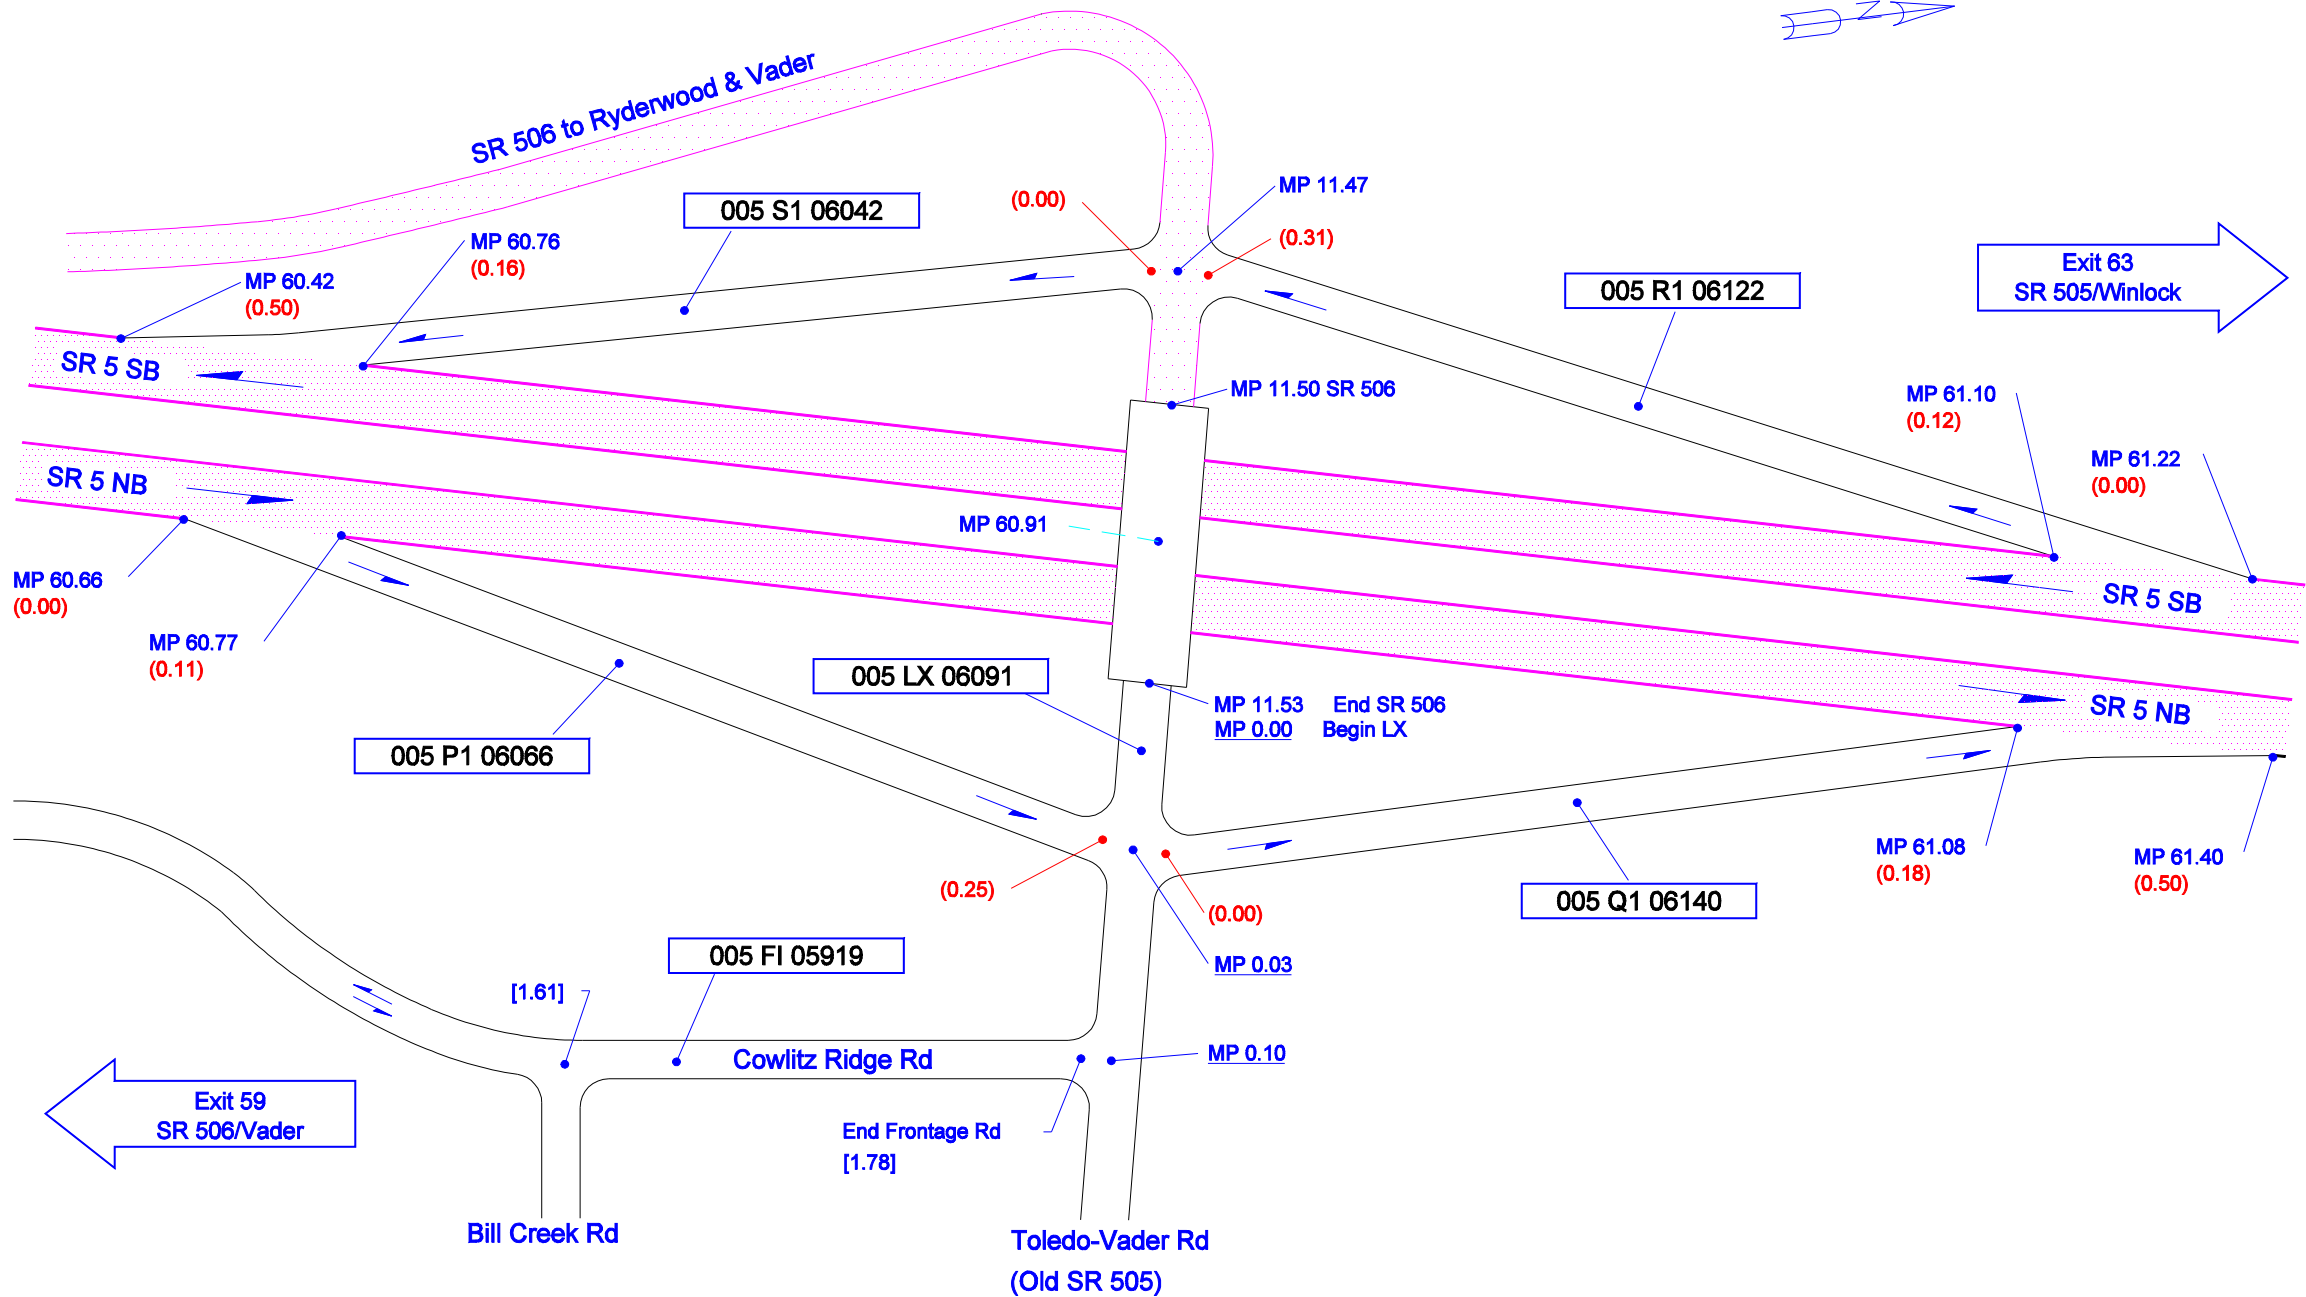 N
SR 506 to Ryderwood & Vader
MP 11.47
(0.00)
005 S1 06042
(0.31)
MP 60.76
(0.16)
MP 60.42
(0.50)
Exit 63
SR 505/Winlock
005 R1 06122
SR 5 SB
MP 11.50 SR 506
MP 61.10
(0.12)
MP 61.22
(0.00)
SR 5 NB
MP 60.91
MP 60.66
(0.00)
SR 5 SB
MP 60.77
(0.11)
005 LX 06091
MP 11.53 End SR 506
MP 0.00 Begin LX
SR 5 NB
005 P1 06066
MP 61.08
(0.18)
MP 61.40
(0.50)
(0.25)
(0.00)
005 Q1 06140
005 FI 05919
MP 0.03
[1.61]
Cowlitz Ridge Rd
MP 0.10
Exit 59
SR 506/Vader
End Frontage Rd
[1.78]
Bill Creek Rd
Toledo-Vader Rd
(Old SR 505)